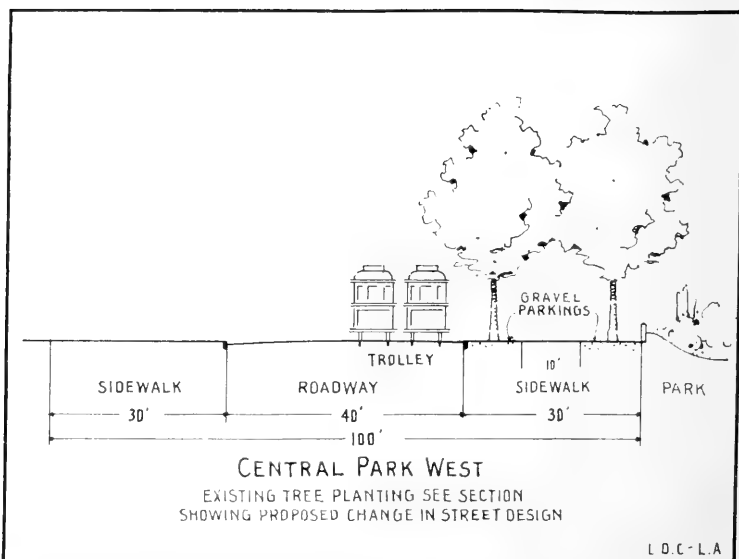 GRAVEL
PARKINGS
TROLLEY
10'
SIDEWALK
ROADWAY
SIDEWALK
PARK
30'
40'
30'
100'
CENTRAL PARK WEST
EXISTING TREE PLANTING SEE SECTION
SHOWING PROPOSED CHANGE IN STREET DESIGN
L.D.C-L.A